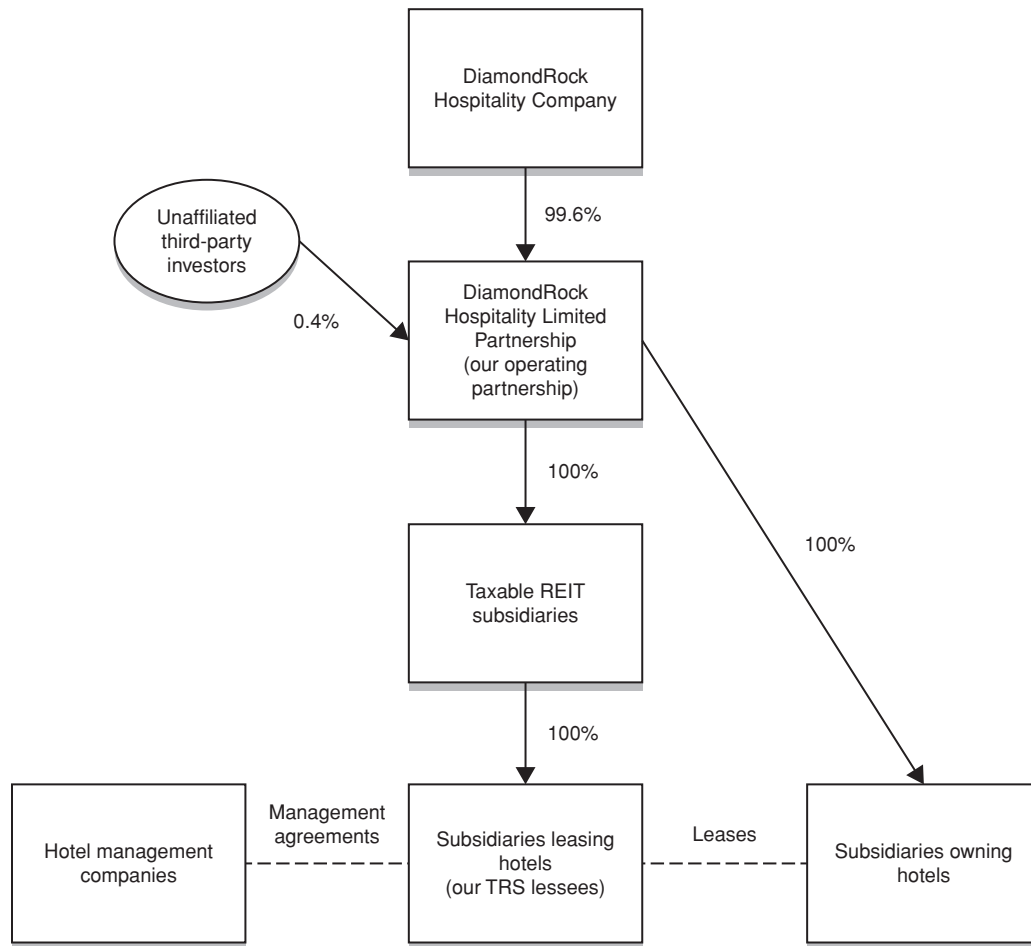 DiamondRock
Hospitality Company
99.6%
Unaffiliated
third-party
investors
0.4%
DiamondRock
Hospitality Limited
Partnership
(our operating
partnership)
100%
100%
Taxable REIT
subsidiaries
100%
Hotel management
companies
Management
agreements
Subsidiaries leasing
hotels
(our TRS lessees)
Leases
Subsidiaries owning
hotels